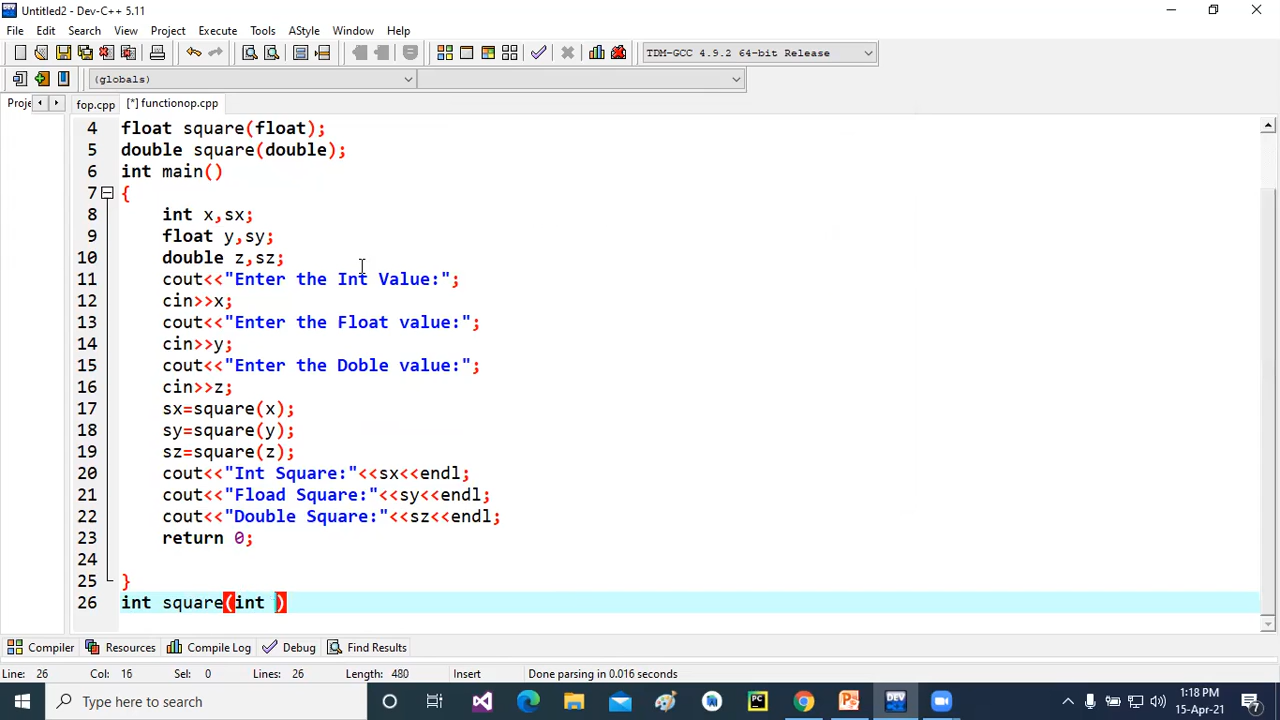 Untitled2 - Dev-C++ 5.11
File Edit Search View Project Execute Tools AStyle Window Help
TDM-GCC 4.9.2 64-bit Release
(globals)
Proje fop.cpp [*] functionop.cpp
4 float square(float);
5 double square(double);
6 int main()
7 {
8 int x,sx;
9 float y,sy;
10 double z,sz;
11 cout<<"Enter the Int Value:";
12 cin>>x;
13 cout<<"Enter the Float value:";
14 cin>>y;
15 cout<<"Enter the Doble value:";
16 cin>>z;
17 sx=square(x);
18 sy=square(y);
19 sz=square(z);
20 cout<<"Int Square:"<<sx<<endl;
21 cout<<"Fload Square:"<<sy<<endl;
22 cout<<"Double Square:"<<sz<<endl;
23 return 0;
24
25 }
26 int square(int )
Compiler Resources Compile Log Debug Find Results
Line: 26 Col: 16 Sel: 0 Lines: 26 Length: 480 Insert Done parsing in 0.016 seconds
Type here to search
PC
DEV
1:18 PM
15-Apr-21
7